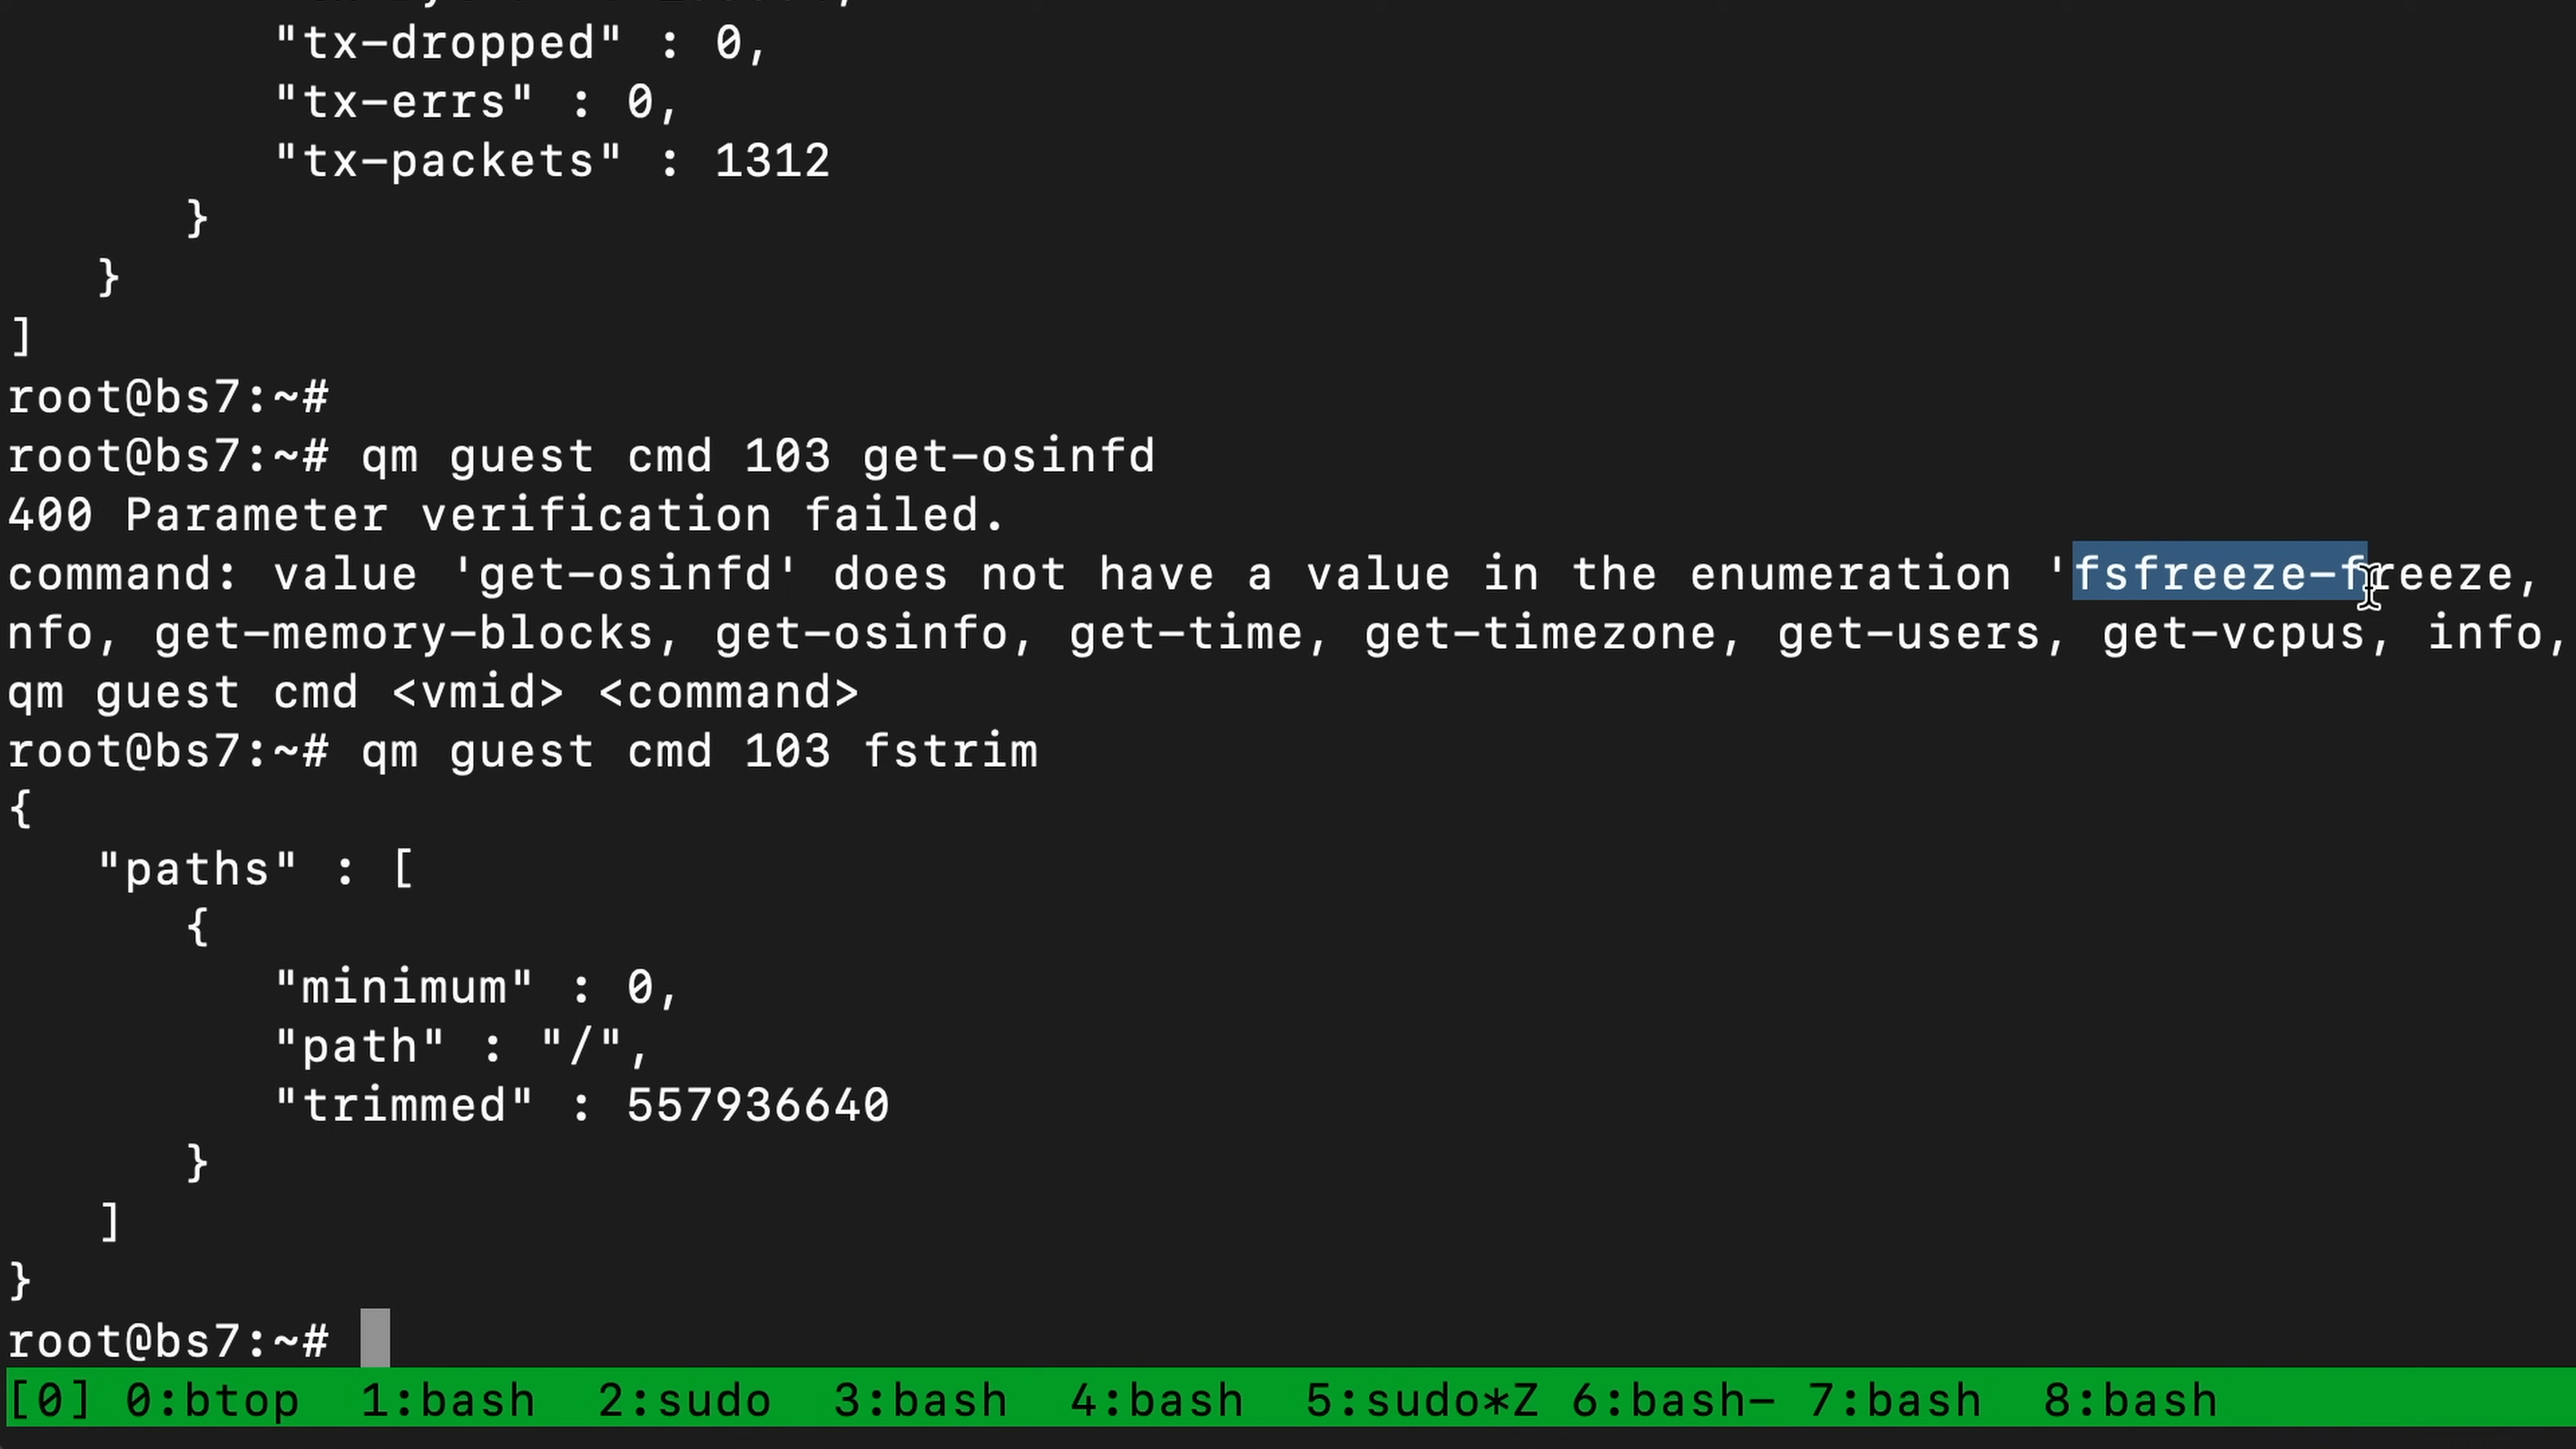 "tx-dropped" : 0,
"tx-errs" : 0,
"tx-packets" : 1312
}
}
]
root@bs7:~#
root@bs7:~# qm guest cmd 103 get-osinfd
400 Parameter verification failed.
command: value 'get-osinfd' does not have a value in the enumeration 'fsfreeze-freeze,
nfo, get-memory-blocks, get-osinfo, get-time, get-timezone, get-users, get-vcpus, info,
qm guest cmd <vmid> <command>
root@bs7:~# qm guest cmd 103 fstrim
{
"paths" : [
{
"minimum" : 0,
"path" : "/",
"trimmed" : 557936640
}
]
}
root@bs7:~#
[0] 0:btop 1:bash 2:sudo 3:bash 4:bash 5:sudo*Z 6:bash- 7:bash 8:bash